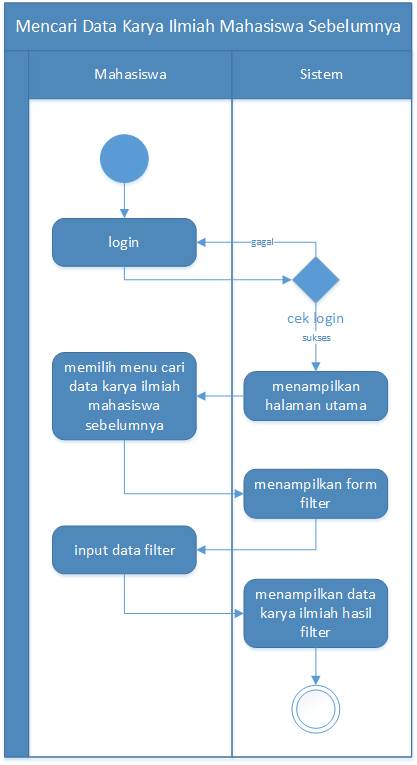 Mencari Data Karya Ilmiah Mahasiswa Sebelumnya
Mahasiswa
Sistem
login
gagal
cek login
sukses
memilih menu cari
data karya ilmiah
mahasiswa
sebelumnya
menampilkan
halaman utama
menampilkan form
filter
input data filter
menampilkan data
karya ilmiah hasil
filter